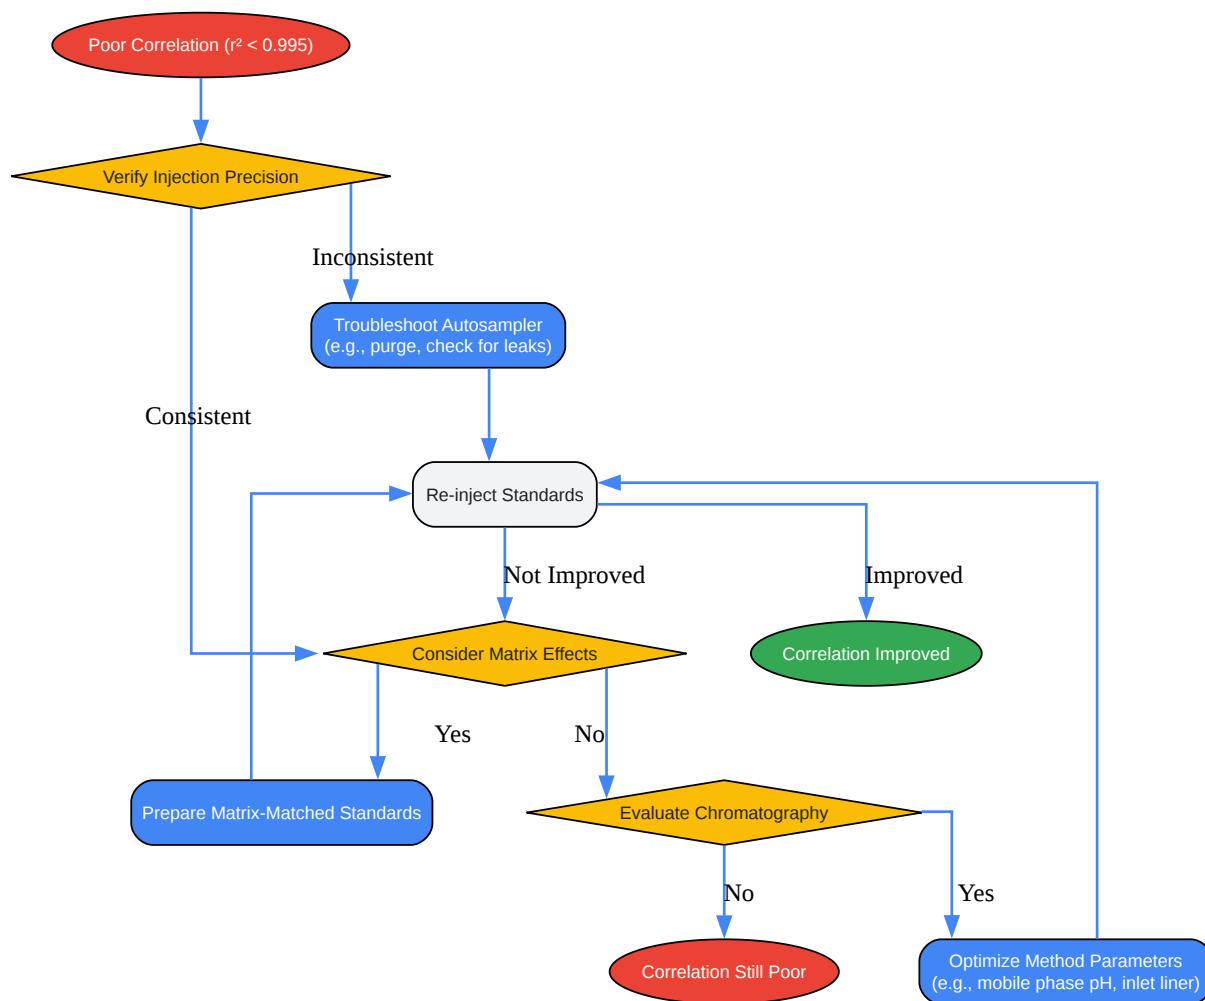 Poor Correlation (r² < 0.995)
Verify Injection Precision
Inconsistent
Troubleshoot Autosampler
(e.g., purge, check for leaks)
Consistent
Re-inject Standards
Not Improved
Improved
Consider Matrix Effects
Correlation Improved
Yes
No
Prepare Matrix-Matched Standards
Evaluate Chromatography
No
Yes
Correlation Still Poor
Optimize Method Parameters
(e.g., mobile phase pH, inlet liner)